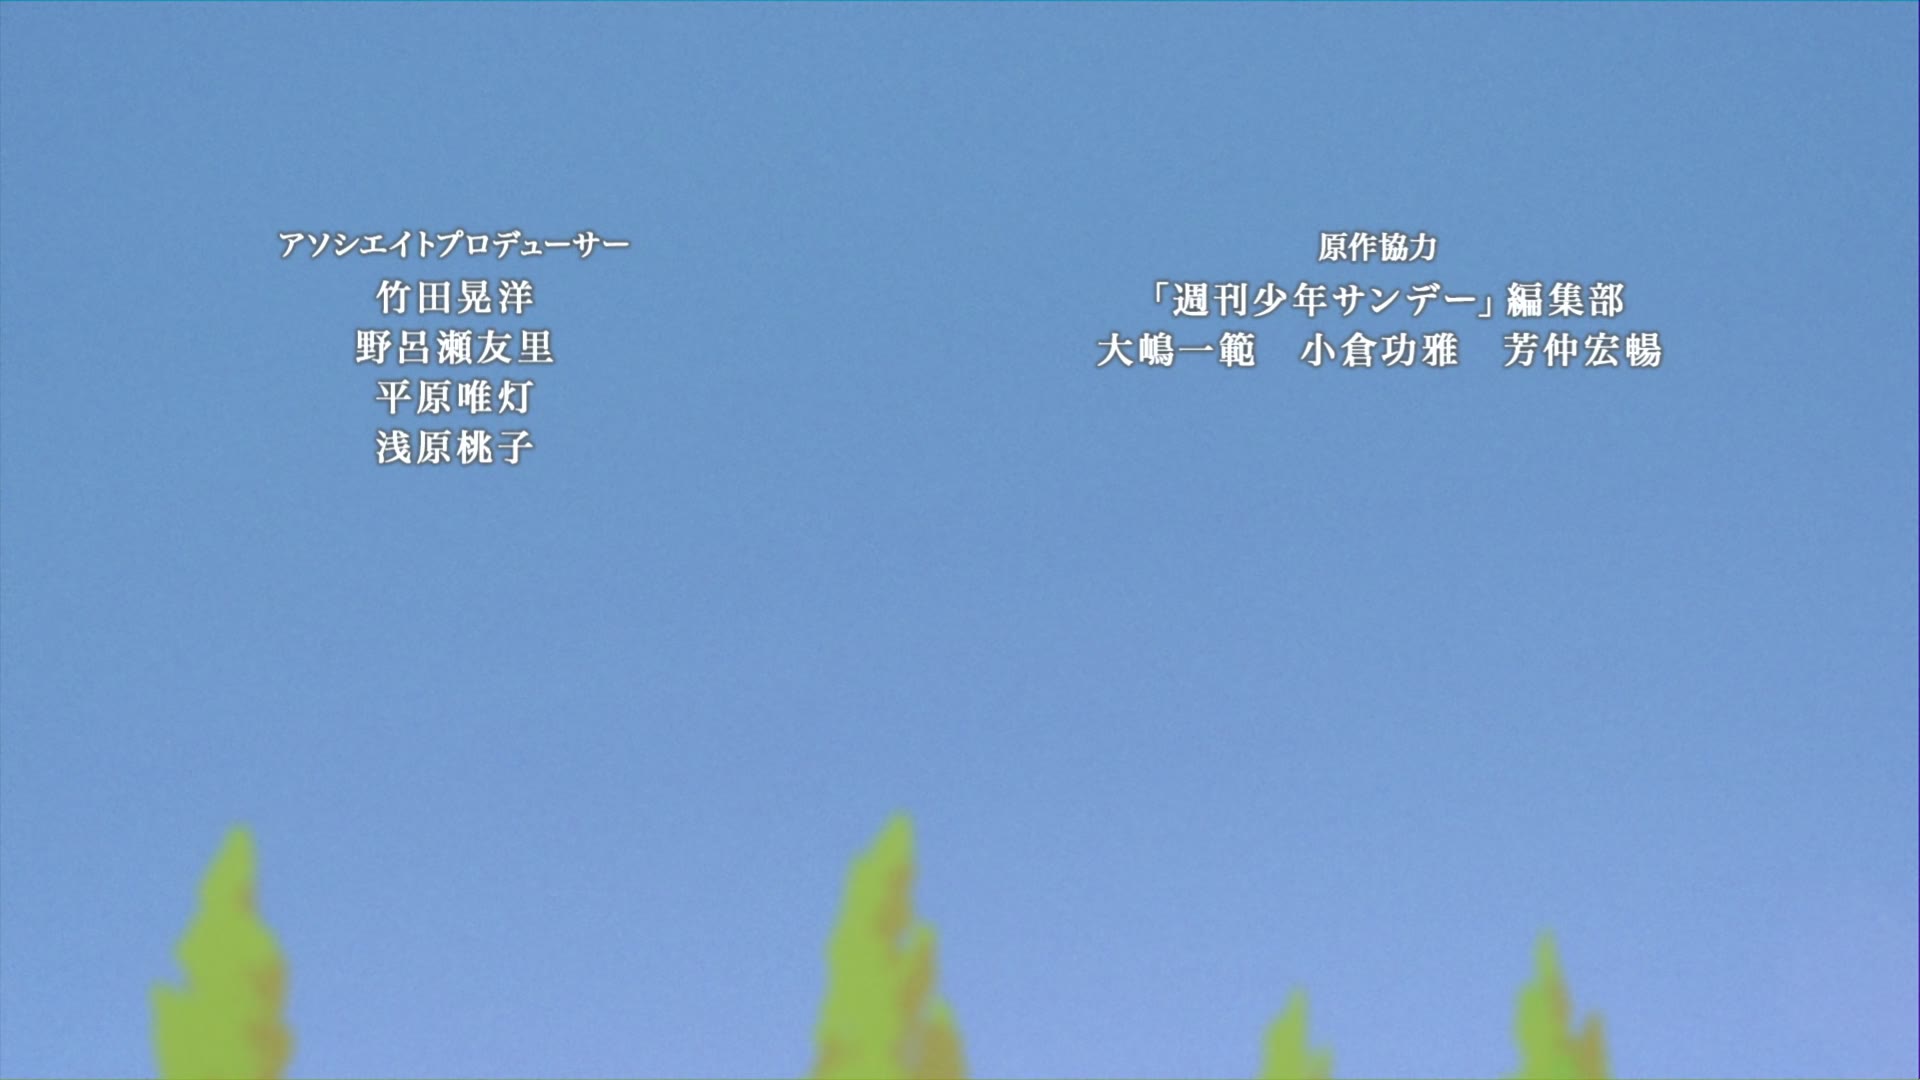 アソシエイトプロデューサー
竹田晃洋
野呂瀬友里
平原唯灯
浅原桃子
原作協力
「週刊少年サンデー」編集部
大嶋一範　小倉功雅　芳仲宏暢